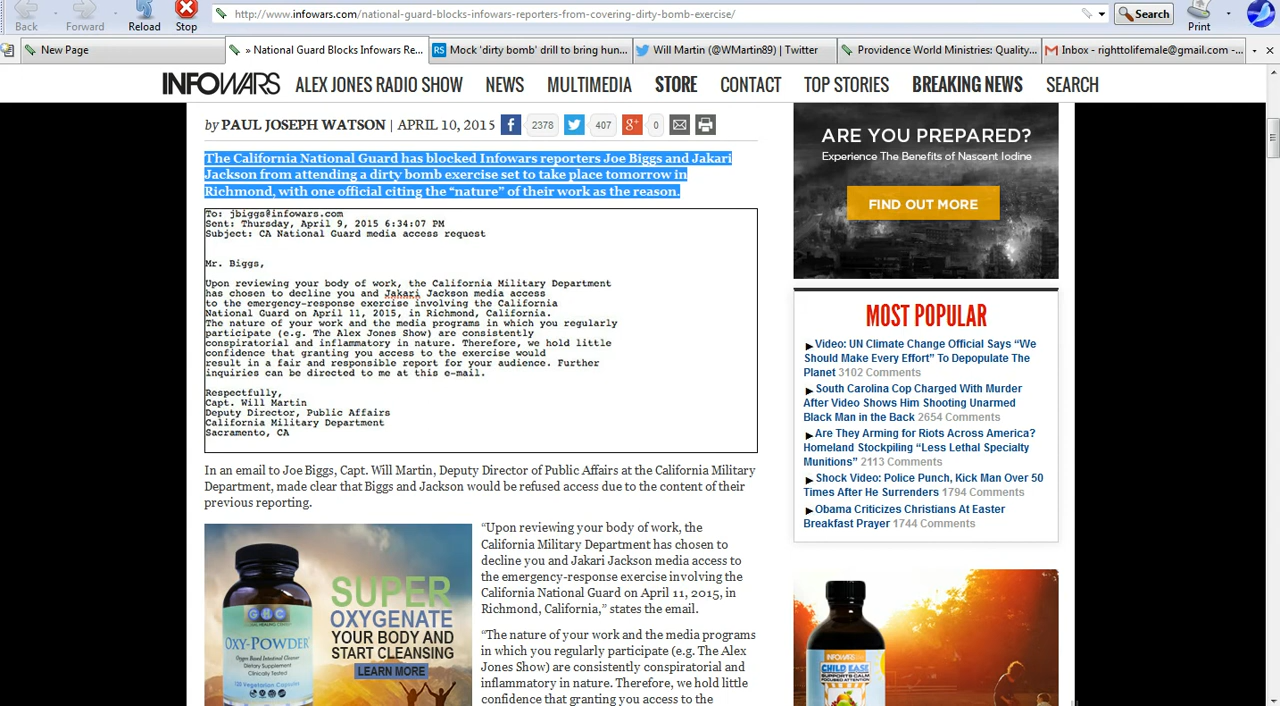 http://www.infowars.com/national-guard-blocks-infowars-reporters-from-covering-dirty-bomb-exercise/
Search
Back
Forward
Reload
Stop
Print
New Page
» National Guard Blocks Infowars Re...
Mock 'dirty bomb' drill to bring hun...
Will Martin (@WMartin89) | Twitter
Providence World Ministries: Quality...
Inbox - righttolifemale@gmail.com -...
INFOWARS
ALEX JONES RADIO SHOW
NEWS
MULTIMEDIA
STORE
CONTACT
TOP STORIES
BREAKING NEWS
SEARCH
by PAUL JOSEPH WATSON | APRIL 10, 2015
2378
407
0
The California National Guard has blocked Infowars reporters Joe Biggs and Jakari
Jackson from attending a dirty bomb exercise set to take place tomorrow in
Richmond, with one official citing the “nature” of their work as the reason.
To: jbiggs@infowars.com
Sent: Thursday, April 9, 2015 6:34:07 PM
Subject: CA National Guard media access request
Mr. Biggs,
Upon reviewing your body of work, the California Military Department
has chosen to decline you and Jakari Jackson media access
to the emergency-response exercise involving the California
National Guard on April 11, 2015, in Richmond, California.
The nature of your work and the media programs in which you regularly
participate (e.g. The Alex Jones Show) are consistently
conspiratorial and inflammatory in nature. Therefore, we hold little
confidence that granting you access to the exercise would
result in a fair and responsible report for your audience. Further
inquiries can be directed to me at this e-mail.
Respectfully,
Capt. Will Martin
Deputy Director, Public Affairs
California Military Department
Sacramento, CA
In an email to Joe Biggs, Capt. Will Martin, Deputy Director of Public Affairs at the California Military
Department, made clear that Biggs and Jackson would be refused access due to the content of their
previous reporting.
SUPER
OXYGENATE
YOUR BODY AND
START CLEANSING
LEARN MORE
GHC
OXY-POWDER
Oxygen Based Intestinal Cleanser
Dietary Supplement
Clinically Tested
120 Vegetarian Capsules
“Upon reviewing your body of work, the
California Military Department has chosen to
decline you and Jakari Jackson media access to
the emergency-response exercise involving the
California National Guard on April 11, 2015, in
Richmond, California,” states the email.
“The nature of your work and the media programs
in which you regularly participate (e.g. The Alex
Jones Show) are consistently conspiratorial and
inflammatory in nature. Therefore, we hold little
confidence that granting you access to the
ARE YOU PREPARED?
Experience The Benefits of Nascent Iodine
FIND OUT MORE
MOST POPULAR
Video: UN Climate Change Official Says “We
Should Make Every Effort” To Depopulate The
Planet 3102 Comments
South Carolina Cop Charged With Murder
After Video Shows Him Shooting Unarmed
Black Man in the Back 2654 Comments
Are They Arming for Riots Across America?
Homeland Stockpiling “Less Lethal Specialty
Munitions” 2113 Comments
Shock Video: Police Punch, Kick Man Over 50
Times After He Surrenders 1794 Comments
Obama Criticizes Christians At Easter
Breakfast Prayer 1744 Comments
INFOWARS
CHILD EASE
SUPPORTS CALM
FOCUSED ATTENTION